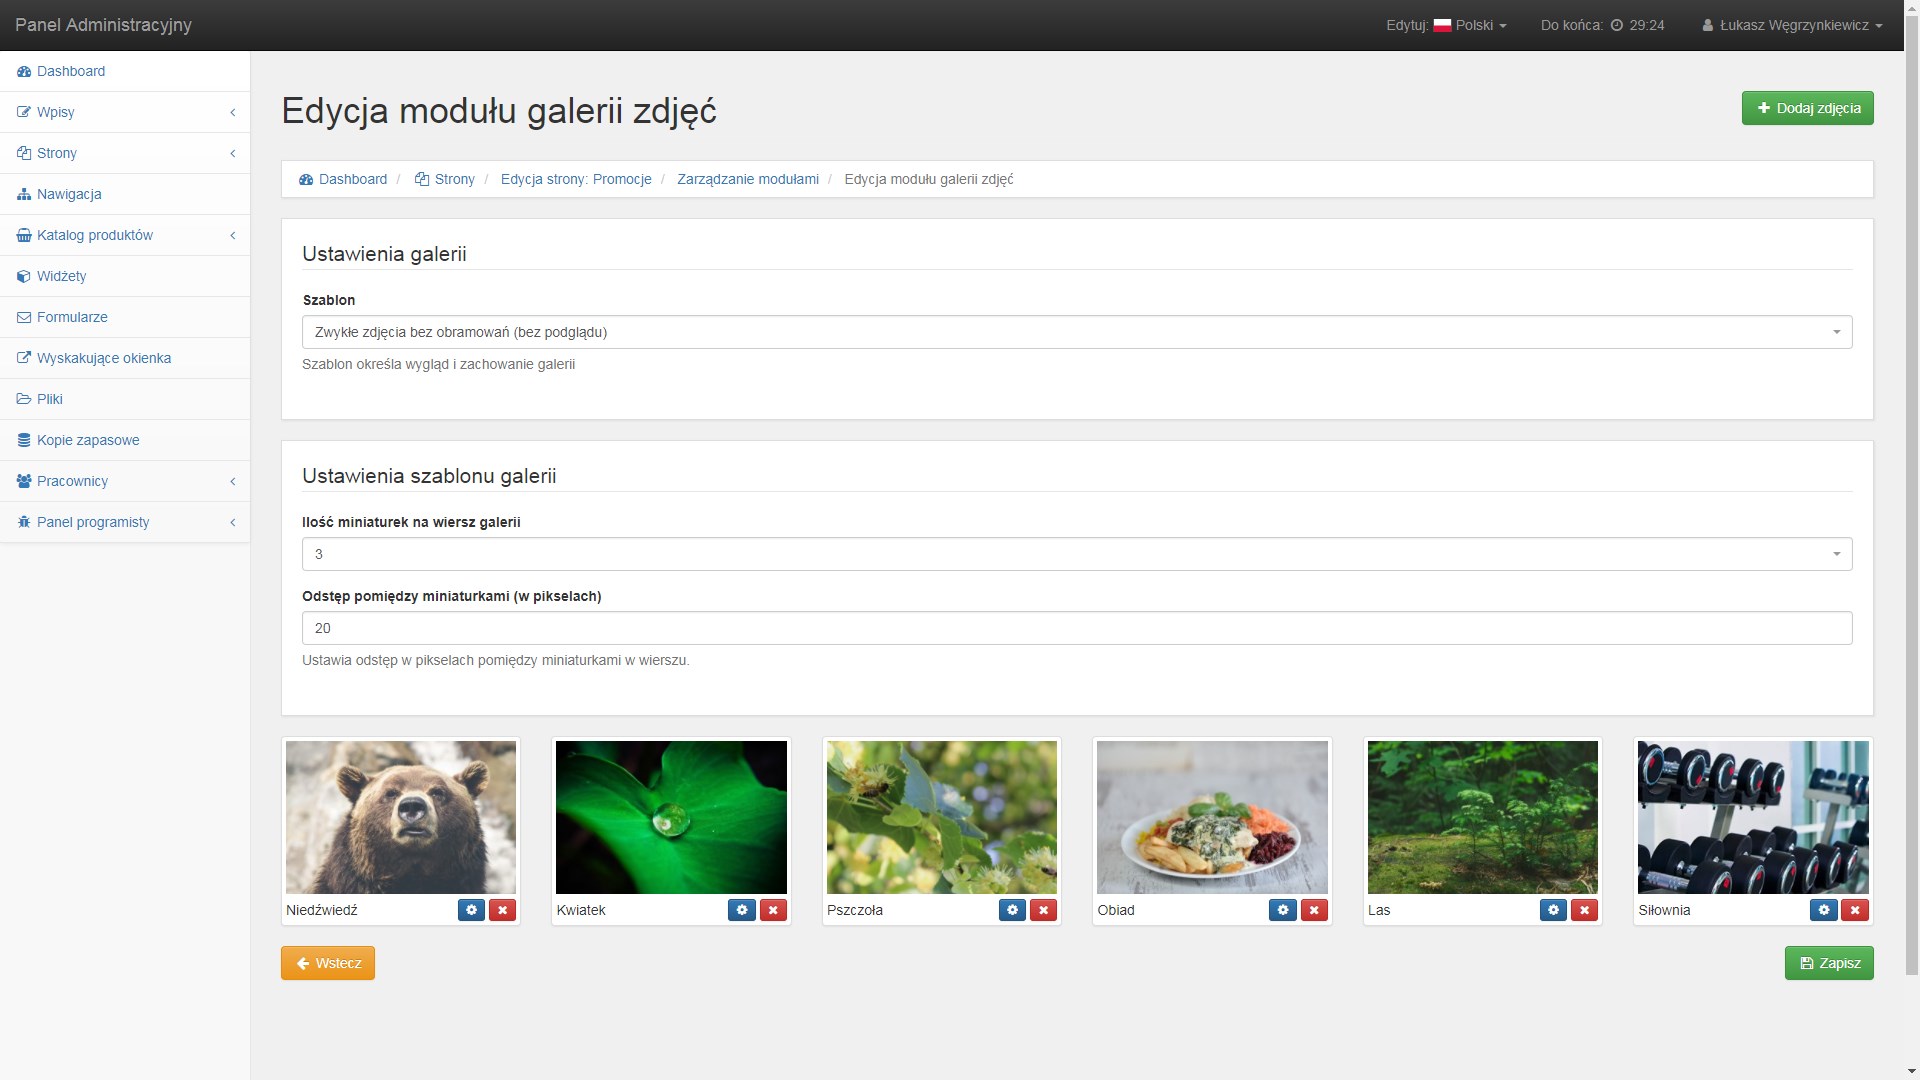 Panel Administracyjny
Edytuj: Polski
Do końca: 29:24
Łukasz Węgrzynkiewicz
Dashboard
Wpisy
Strony
Nawigacja
Katalog produktów
Widżety
Formularze
Wyskakujące okienka
Pliki
Kopie zapasowe
Pracownicy
Panel programisty
Edycja modułu galerii zdjęć
Dodaj zdjęcia
Dashboard / Strony / Edycja strony: Promocje / Zarządzanie modułami / Edycja modułu galerii zdjęć
Ustawienia galerii
Szablon
Zwykłe zdjęcia bez obramowań (bez podglądu)
Szablon określa wygląd i zachowanie galerii
Ustawienia szablonu galerii
Ilość miniaturek na wiersz galerii
3
Odstęp pomiędzy miniaturkami (w pikselach)
20
Ustawia odstęp w pikselach pomiędzy miniaturkami w wierszu.
Niedźwiedź
Kwiatek
Pszczoła
Obiad
Las
Siłownia
Wstecz
Zapisz